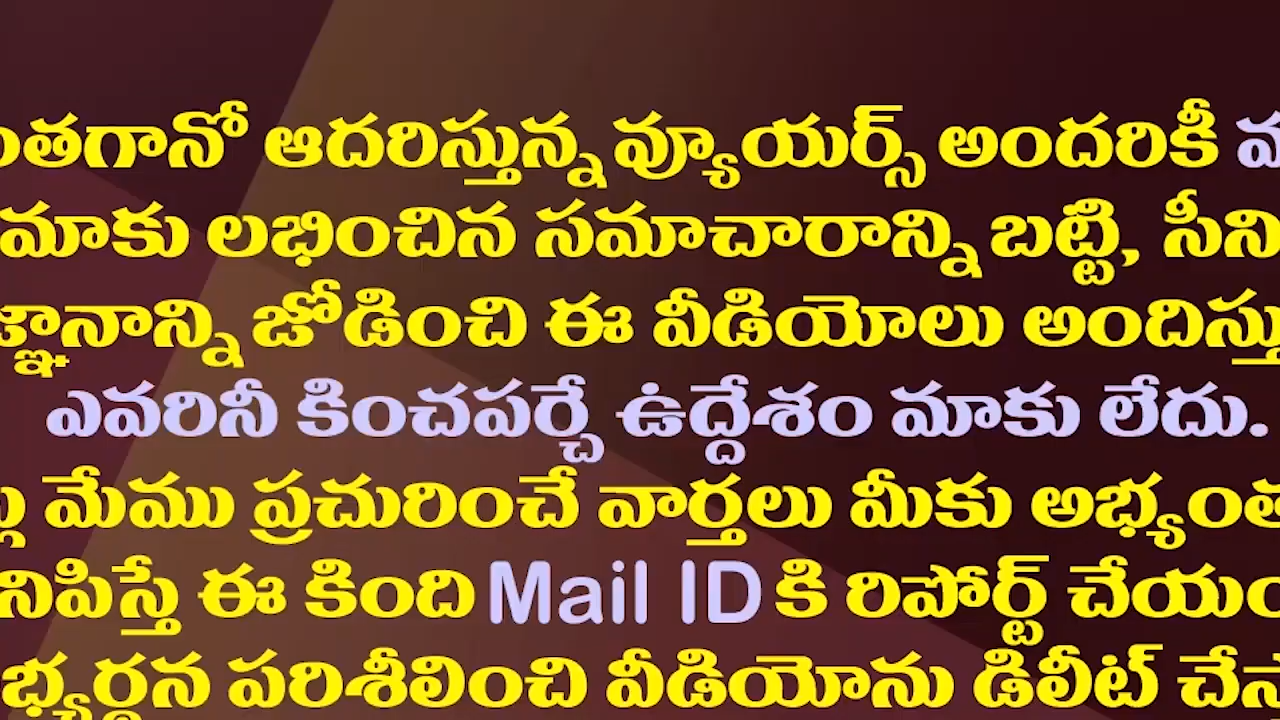 ంతగానో ఆదరిస్తున్న వ్యూయర్స్ అందరికీ
మాకు లభించిన సమాచారాన్ని బట్టి, సీని
జ్ఞానాన్ని జోడించి ఈ వీడియోలు అందిస్తు
ఎవరినీ కించపర్చే ఉద్దేశం మాకు లేదు.
మేము ప్రచురించే వార్తలు మీకు అభ్యంత
నిపిస్తే ఈ కింది Mail ID కి రిపోర్ట్ చేయం
భ్యర్థన పరిశీలించి వీడియోను డిలీట్ చేస